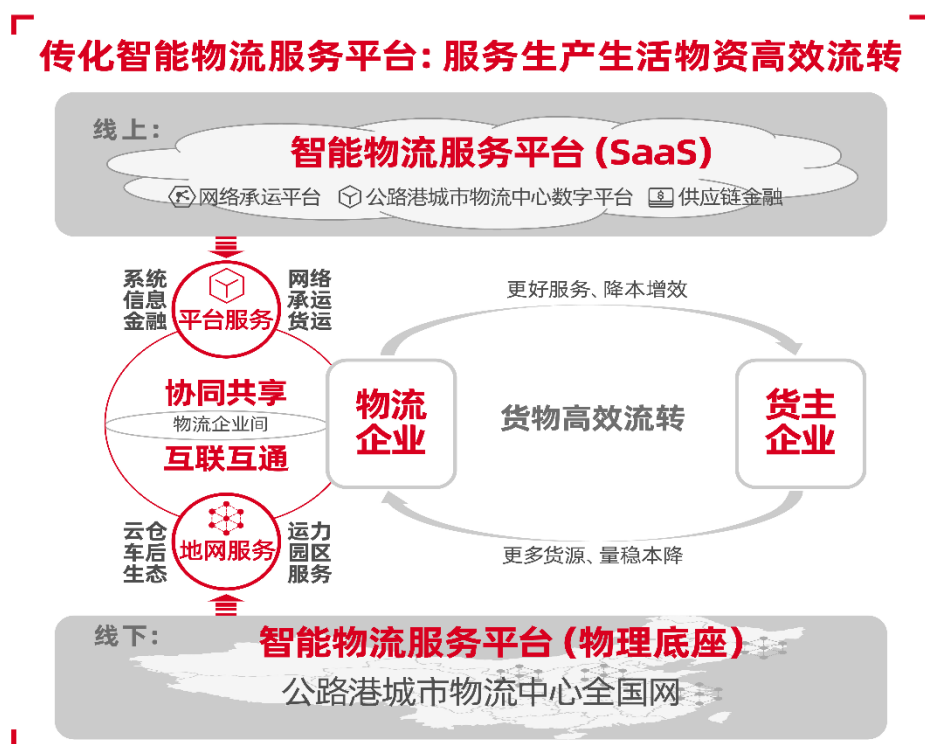 传化智能物流服务平台：服务生产生活物资高效流转
线上：
智能物流服务平台（SaaS）
网络承运平台 公路港城市物流中心数字平台 供应链金融
系统
信息
金融
平台服务
网络
承运
货运
协同共享
物流企业间
互联互通
云仓
车后
生态
地网服务
运力
园区
服务
物流
企业
更好服务、降本增效
货物高效流转
更多货源、量稳本降
货主
企业
线下：
智能物流服务平台（物理底座）
公路港城市物流中心全国网